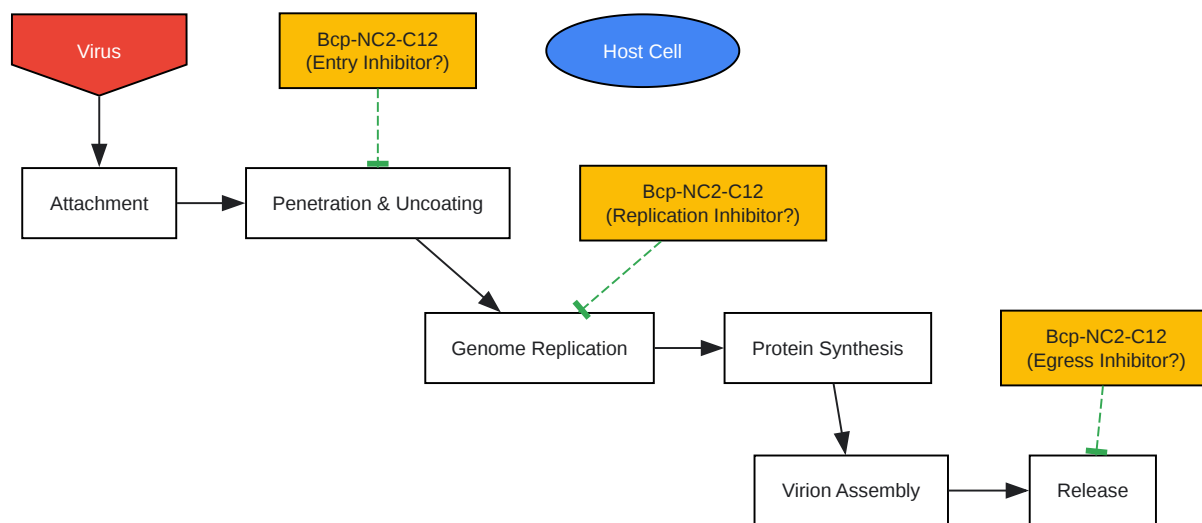 Virus
Bcp-NC2-C12
(Entry Inhibitor?)
Host Cell
Attachment
Penetration & Uncoating
Bcp-NC2-C12
(Replication Inhibitor?)
Genome Replication
Protein Synthesis
Bcp-NC2-C12
(Egress Inhibitor?)
Virion Assembly
Release